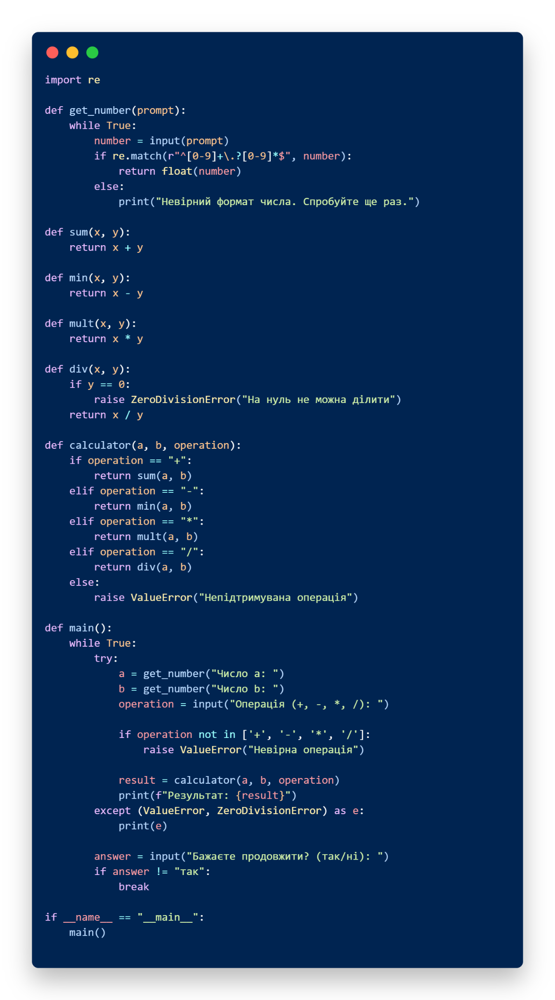 import re

def get_number(prompt):
    while True:
        number = input(prompt)
        if re.match(r"^[0-9]+\.?[0-9]*$", number):
            return float(number)
        else:
            print("Невірний формат числа. Спробуйте ще раз.")

def sum(x, y):
    return x + y

def min(x, y):
    return x - y

def mult(x, y):
    return x * y

def div(x, y):
    if y == 0:
        raise ZeroDivisionError("На нуль не можна ділити")
    return x / y

def calculator(a, b, operation):
    if operation == "+":
        return sum(a, b)
    elif operation == "-":
        return min(a, b)
    elif operation == "*":
        return mult(a, b)
    elif operation == "/":
        return div(a, b)
    else:
        raise ValueError("Непідтримувана операція")

def main():
    while True:
        try:
            a = get_number("Число a: ")
            b = get_number("Число b: ")
            operation = input("Операція (+, -, *, /): ")

            if operation not in ['+', '-', '*', '/']:
                raise ValueError("Невірна операція")

            result = calculator(a, b, operation)
            print(f"Результат: {result}")
        except (ValueError, ZeroDivisionError) as e:
            print(e)

        answer = input("Бажаєте продовжити? (так/ні): ")
        if answer != "так":
            break

if __name__ == "__main__":
    main()